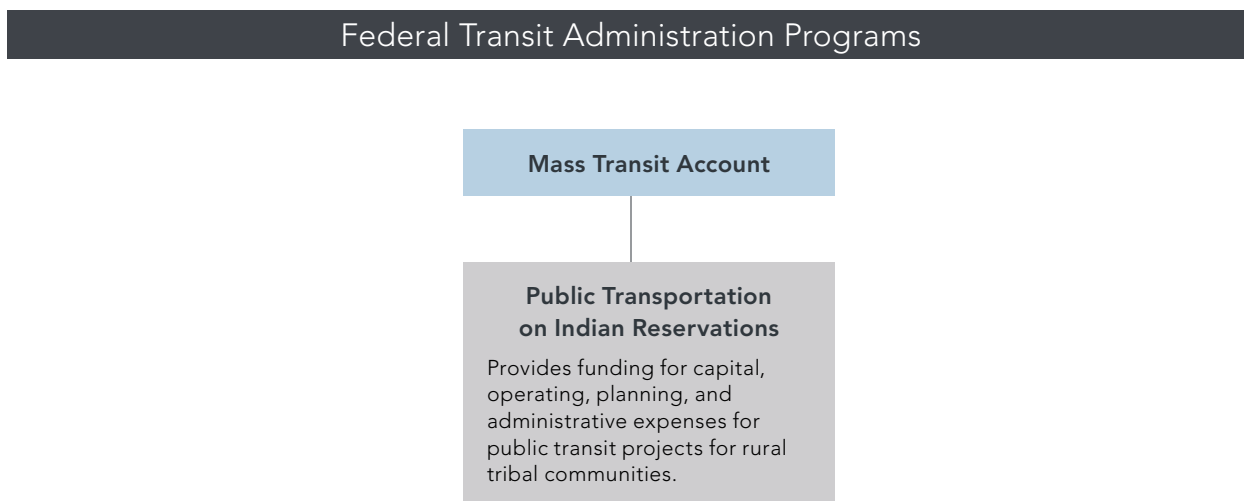 Federal Transit Administration Programs
Mass Transit Account
Public Transportation
on Indian Reservations
Provides funding for capital,
operating, planning, and
administrative expenses for
public transit projects for rural
tribal communities.